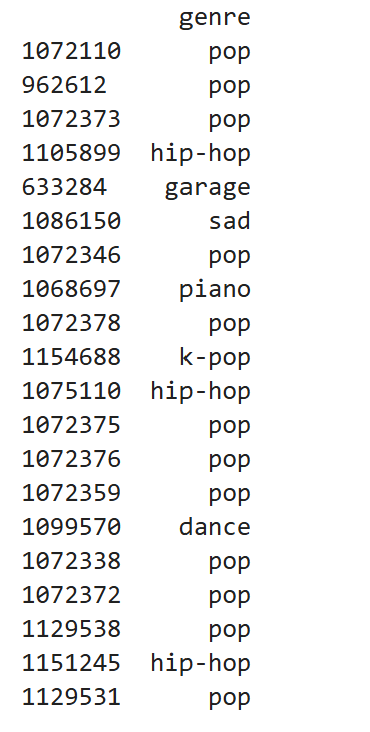 genre
1072110 pop
962612 pop
1072373 pop
1105899 hip-hop
633284 garage
1086150 sad
1072346 pop
1068697 piano
1072378 pop
1154688 k-pop
1075110 hip-hop
1072375 pop
1072376 pop
1072359 pop
1099570 dance
1072338 pop
1072372 pop
1129538 pop
1151245 hip-hop
1129531 pop